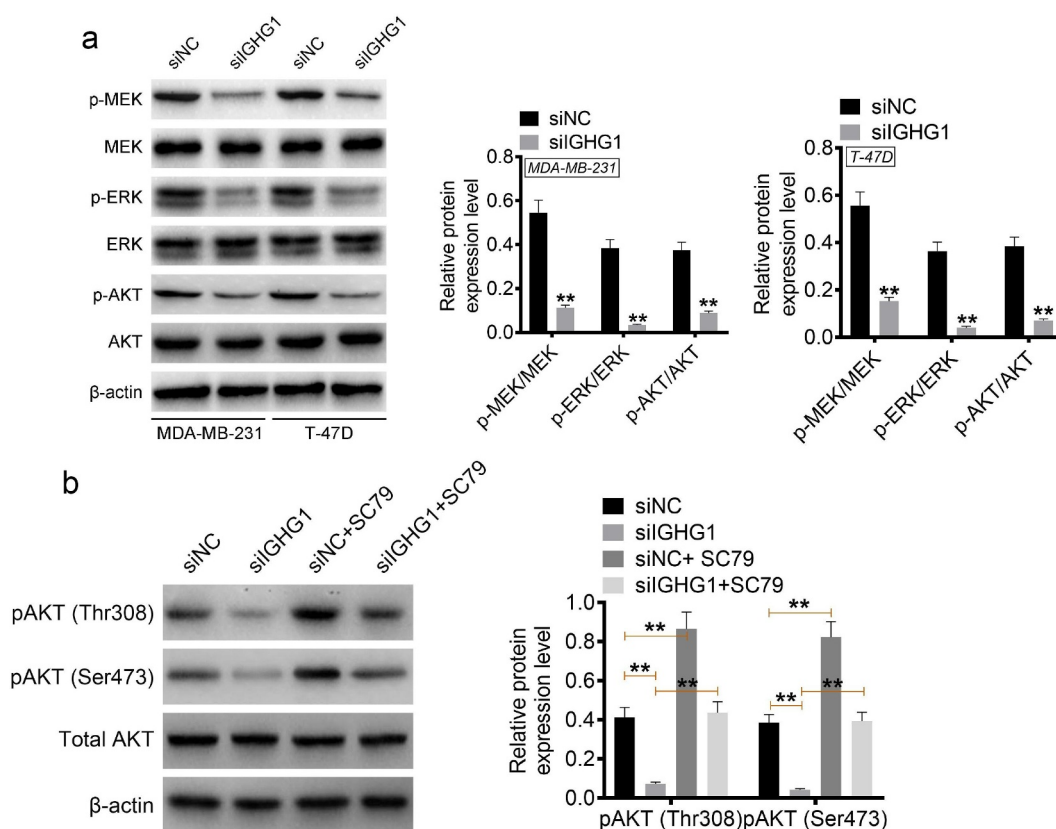 a
siNC
siIGHG1
siNC
siIGHG1
p-MEK
MEK
p-ERK
ERK
p-AKT
AKT
β-actin
MDA-MB-231
T-47D
siNC
siIGHG1
MDA-MB-231
Relative protein
expression level
0.8
0.6
0.4
0.2
0.0
**
**
**
p-MEK/MEK
p-ERK/ERK
p-AKT/AKT
siNC
siIGHG1
T-47D
Relative protein
expression level
0.8
0.6
0.4
0.2
0.0
**
**
**
p-MEK/MEK
p-ERK/ERK
p-AKT/AKT
b
siNC
siIGHG1
siNC+SC79
siIGHG1+SC79
pAKT (Thr308)
pAKT (Ser473)
Total AKT
β-actin
siNC
siIGHG1
siNC+ SC79
siIGHG1+SC79
Relative protein
expression level
1.0
0.8
0.6
0.4
0.2
0.0
**
**
**
**
**
**
pAKT (Thr308)
pAKT (Ser473)